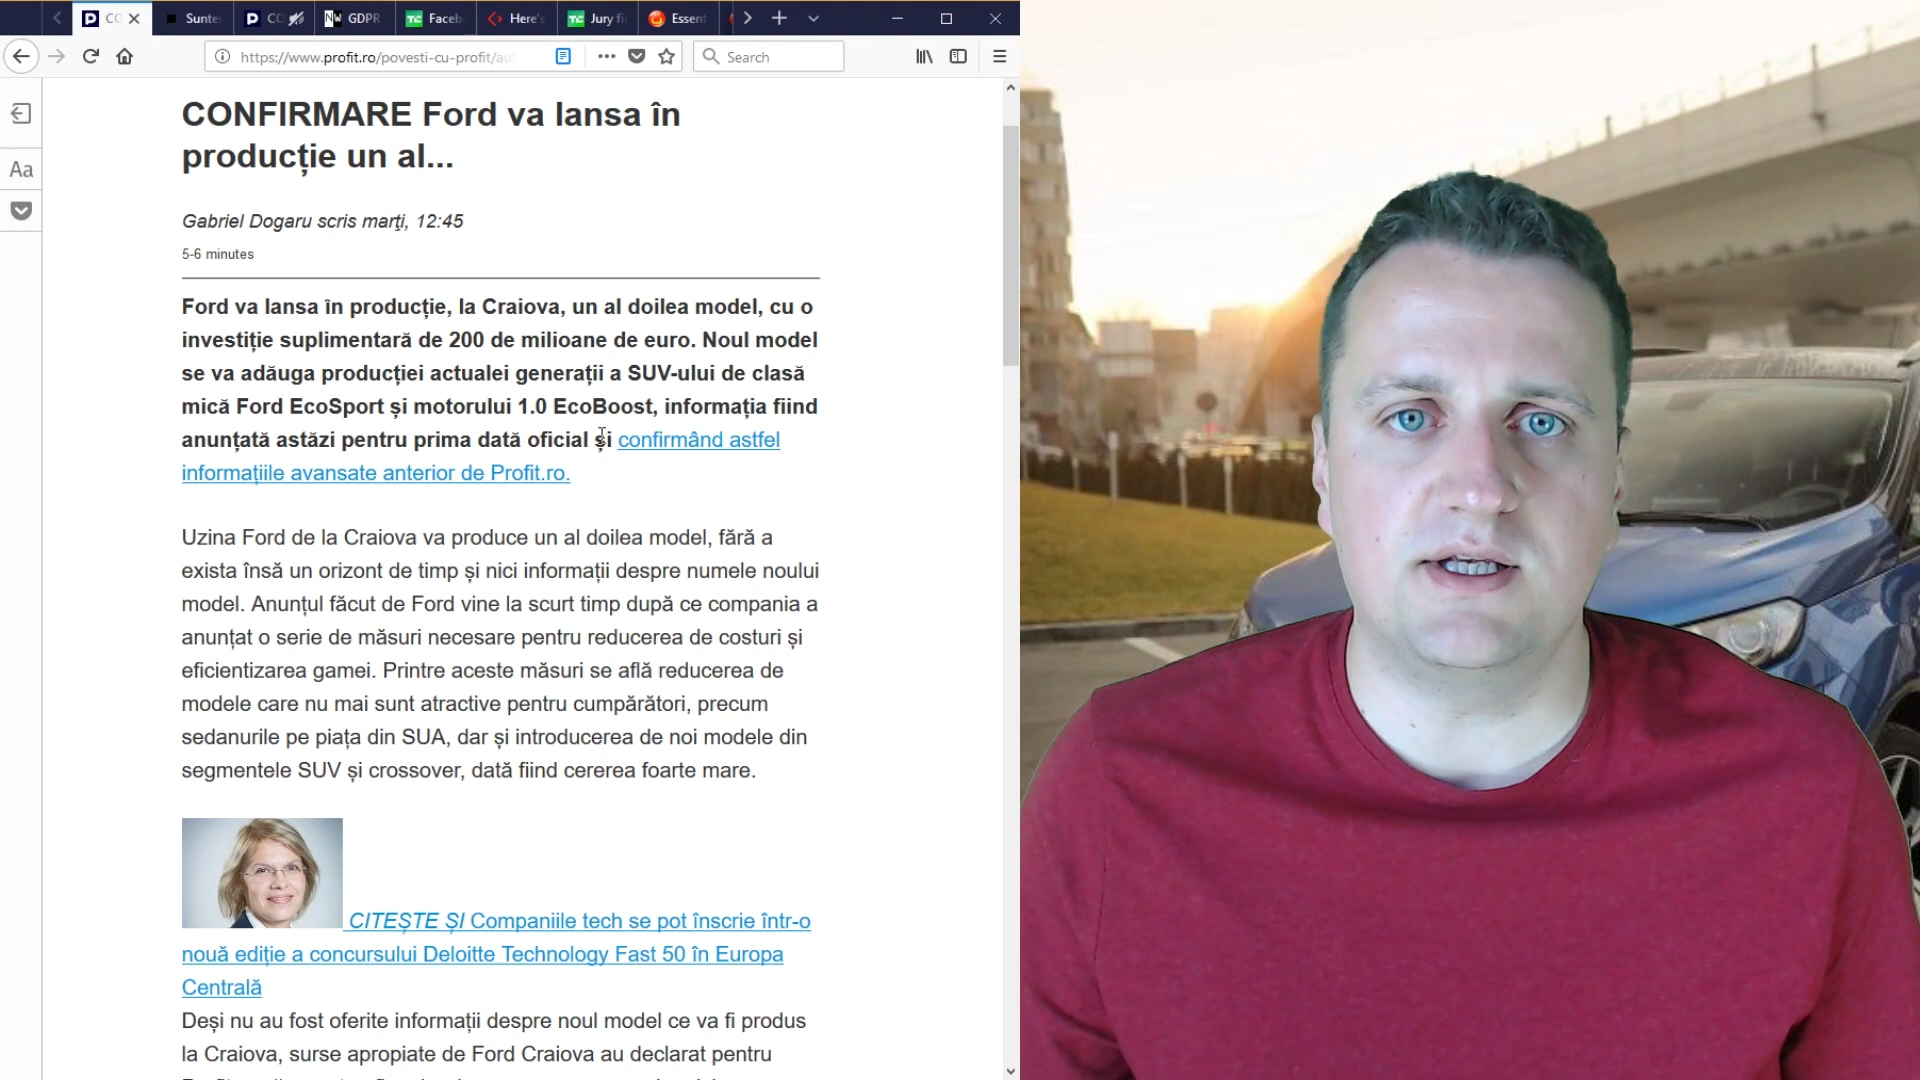 CO
Sunte
CO
GDPR
Faceb
Here's
Jury fi
Essent
https://www.profit.ro/povesti-cu-profit/aut
Search
Aa
CONFIRMARE Ford va lansa în
producție un al...
Gabriel Dogaru scris marţi, 12:45
5-6 minutes
Ford va lansa în producție, la Craiova, un al doilea model, cu o
investiție suplimentară de 200 de milioane de euro. Noul model
se va adăuga producției actualei generații a SUV-ului de clasă
mică Ford EcoSport și motorului 1.0 EcoBoost, informația fiind
anunțată astăzi pentru prima dată oficial și confirmând astfel
informațiile avansate anterior de Profit.ro.
Uzina Ford de la Craiova va produce un al doilea model, fără a
exista însă un orizont de timp și nici informații despre numele noului
model. Anunțul făcut de Ford vine la scurt timp după ce compania a
anunțat o serie de măsuri necesare pentru reducerea de costuri și
eficientizarea gamei. Printre aceste măsuri se află reducerea de
modele care nu mai sunt atractive pentru cumpărători, precum
sedanurile pe piața din SUA, dar și introducerea de noi modele din
segmentele SUV și crossover, dată fiind cererea foarte mare.
CITEȘTE ȘI Companiile tech se pot înscrie într-o
nouă ediție a concursului Deloitte Technology Fast 50 în Europa
Centrală
Deși nu au fost oferite informații despre noul model ce va fi produs
la Craiova, surse apropiate de Ford Craiova au declarat pentru